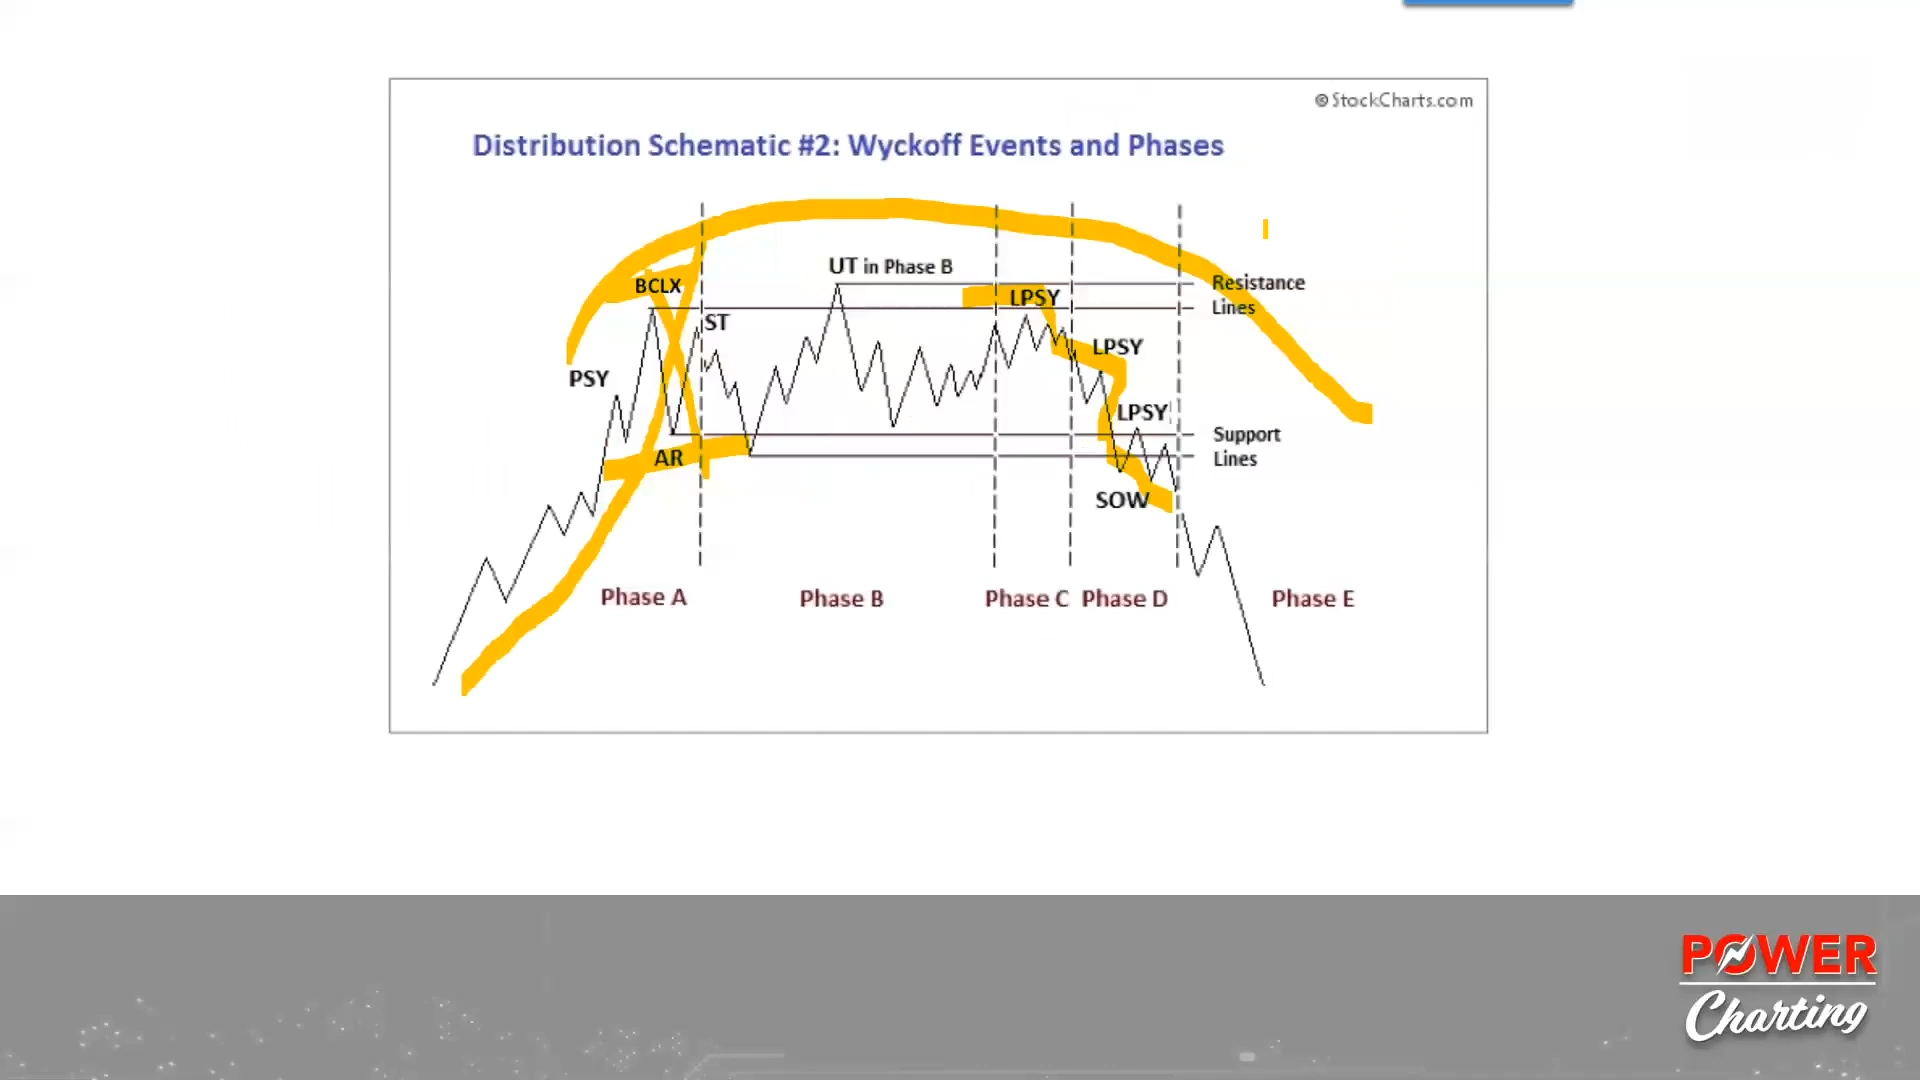 © StockCharts.com
Distribution Schematic #2: Wyckoff Events and Phases
UT in Phase B
Resistance
Lines
BCLX
LPSY
ST
LPSY
PSY
LPSY
Support
Lines
AR
SOW
Phase A
Phase B
Phase C
Phase D
Phase E
POWER
Charting